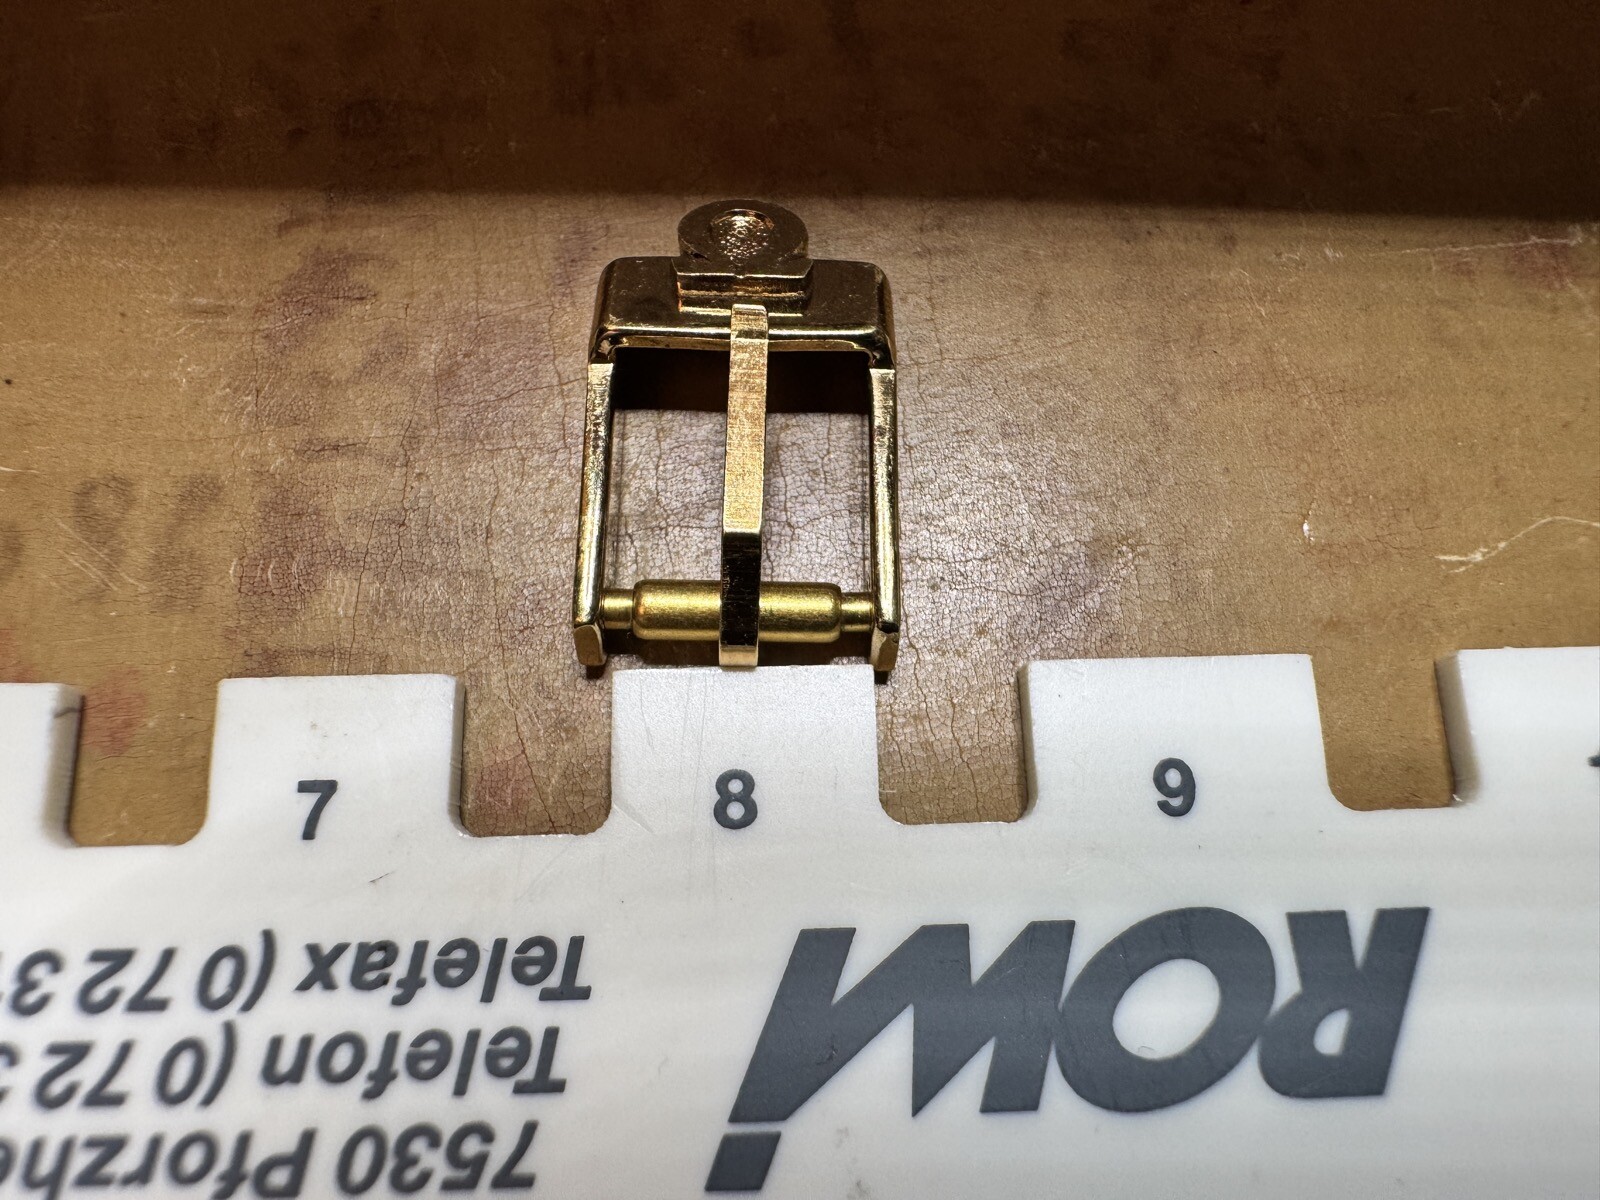 7 8 9
ROWI
7530 Pforzhe
Telefon (0 72 3
Telefax (0 72 3